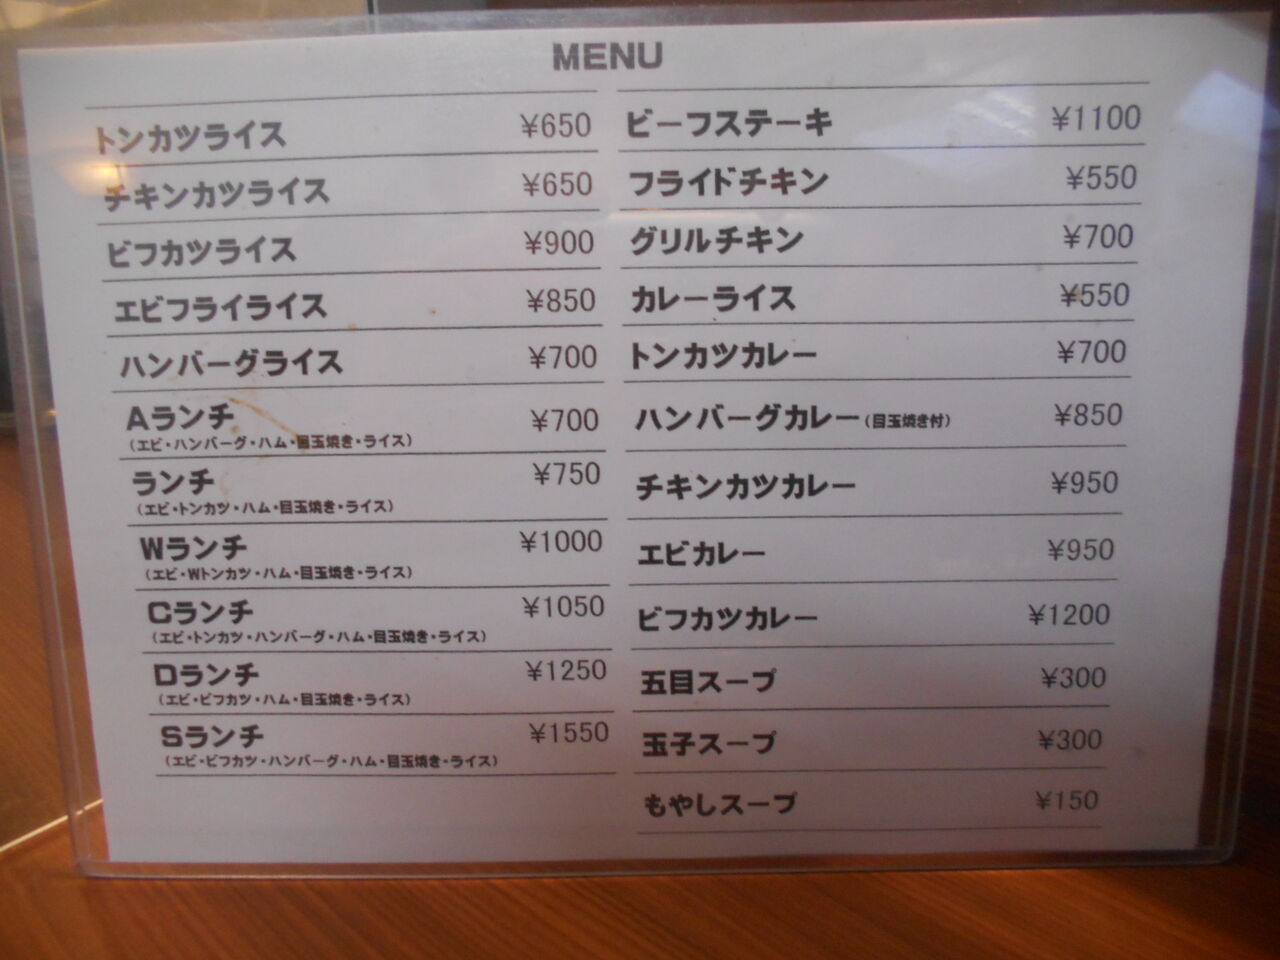 MENU
トンカツライス ¥650
チキンカツライス ¥650
ビフカツライス ¥900
エビフライライス ¥850
ハンバーグライス ¥700
Aランチ ¥700
(エビ・ハンバーグ・ハム・目玉焼き・ライス)
ランチ ¥750
(エビ・トンカツ・ハム・目玉焼き・ライス)
Wランチ ¥1000
(エビ・Wトンカツ・ハム・目玉焼き・ライス)
Cランチ ¥1050
(エビ・トンカツ・ハンバーグ・ハム・目玉焼き・ライス)
Dランチ ¥1250
(エビ・ビフカツ・ハム・目玉焼き・ライス)
Sランチ ¥1550
(エビ・ビフカツ・ハンバーグ・ハム・目玉焼き・ライス)
ビーフステーキ ¥1100
フライドチキン ¥550
グリルチキン ¥700
カレーライス ¥550
トンカツカレー ¥700
ハンバーグカレー(目玉焼き付) ¥850
チキンカツカレー ¥950
エビカレー ¥950
ビフカツカレー ¥1200
五目スープ ¥300
玉子スープ ¥300
もやしスープ ¥150